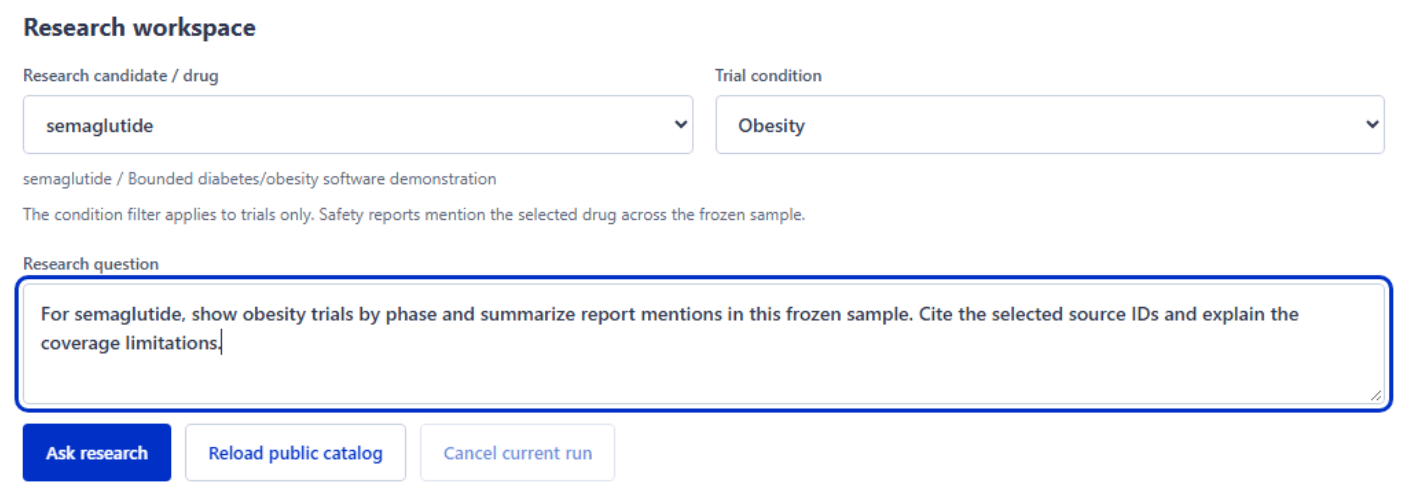 Research workspace
Research candidate / drug
Trial condition
semaglutide
Obesity
semaglutide / Bounded diabetes/obesity software demonstration
The condition filter applies to trials only. Safety reports mention the selected drug across the frozen sample.
Research question
For semaglutide, show obesity trials by phase and summarize report mentions in this frozen sample. Cite the selected source IDs and explain the
coverage limitations.
Ask research
Reload public catalog
Cancel current run